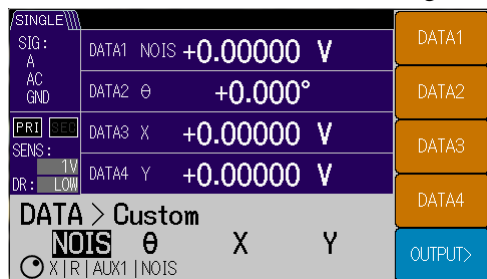 SINGLE
SIG:
A
AC
GND
PRI SEC
SENS:
1V
DR: LOW
DATA1 NOIS +0.00000 V
DATA2 θ +0.000°
DATA3 X +0.00000 V
DATA4 Y +0.00000 V
DATA > Custom
NOIS θ X Y
X|R|AUX1|NOIS
DATA1
DATA2
DATA3
DATA4
OUTPUT>